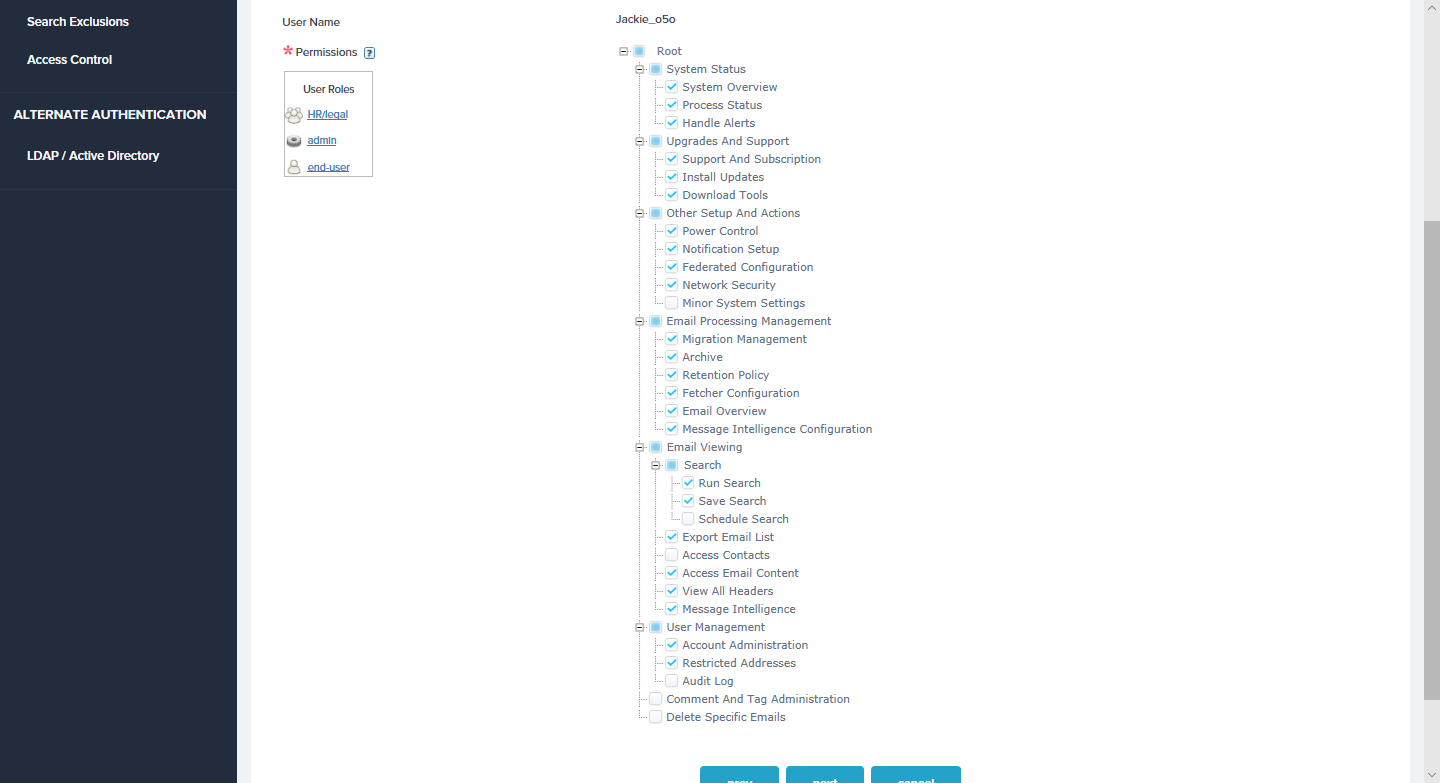 Search Exclusions
Access Control
ALTERNATE AUTHENTICATION
LDAP / Active Directory
User Name
Jackie_o5o
* Permissions ?
User Roles
HR/legal
admin
end-user
Root
System Status
System Overview
Process Status
Handle Alerts
Upgrades And Support
Support And Subscription
Install Updates
Download Tools
Other Setup And Actions
Power Control
Notification Setup
Federated Configuration
Network Security
Minor System Settings
Email Processing Management
Migration Management
Archive
Retention Policy
Fetcher Configuration
Email Overview
Message Intelligence Configuration
Email Viewing
Search
Run Search
Save Search
Schedule Search
Export Email List
Access Contacts
Access Email Content
View All Headers
Message Intelligence
User Management
Account Administration
Restricted Addresses
Audit Log
Comment And Tag Administration
Delete Specific Emails
prev next cancel